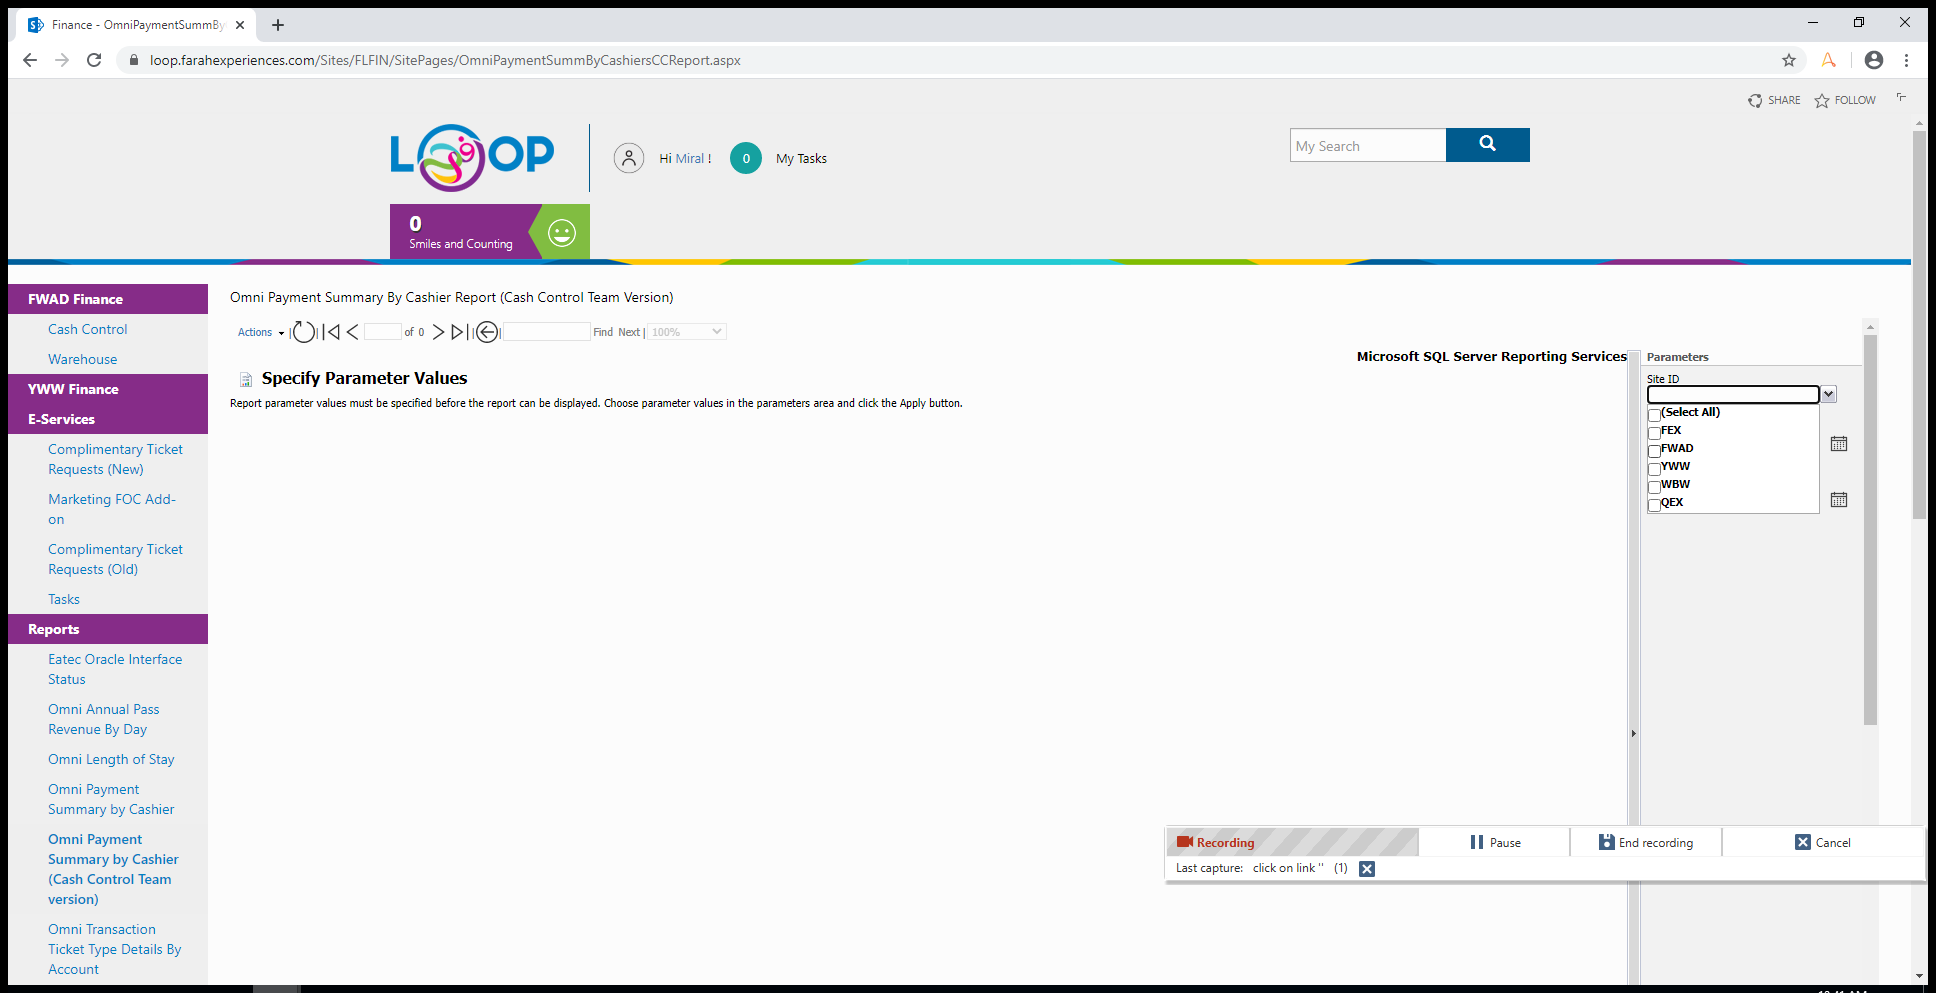 Finance - OmniPaymentSummBy
loop.farahexperiences.com/Sites/FLFIN/SitePages/OmniPaymentSummByCashiersCCReport.aspx
SHARE FOLLOW
LOOP
Hi Miral ! 0 My Tasks
My Search
0
Smiles and Counting
FWAD Finance
Cash Control
Warehouse
YWW Finance
E-Services
Complimentary Ticket
Requests (New)
Marketing FOC Add-
on
Complimentary Ticket
Requests (Old)
Tasks
Reports
Eatec Oracle Interface
Status
Omni Annual Pass
Revenue By Day
Omni Length of Stay
Omni Payment
Summary by Cashier
Omni Payment
Summary by Cashier
(Cash Control Team
version)
Omni Transaction
Ticket Type Details By
Account
Omni Payment Summary By Cashier Report (Cash Control Team Version)
Actions of 0 Find Next 100%
Microsoft SQL Server Reporting Services
Specify Parameter Values
Report parameter values must be specified before the report can be displayed. Choose parameter values in the parameters area and click the Apply button.
Parameters
Site ID
(Select All)
FEX
FWAD
YWW
WBW
QEX
Recording Pause End recording Cancel
Last capture: click on link '' (1)